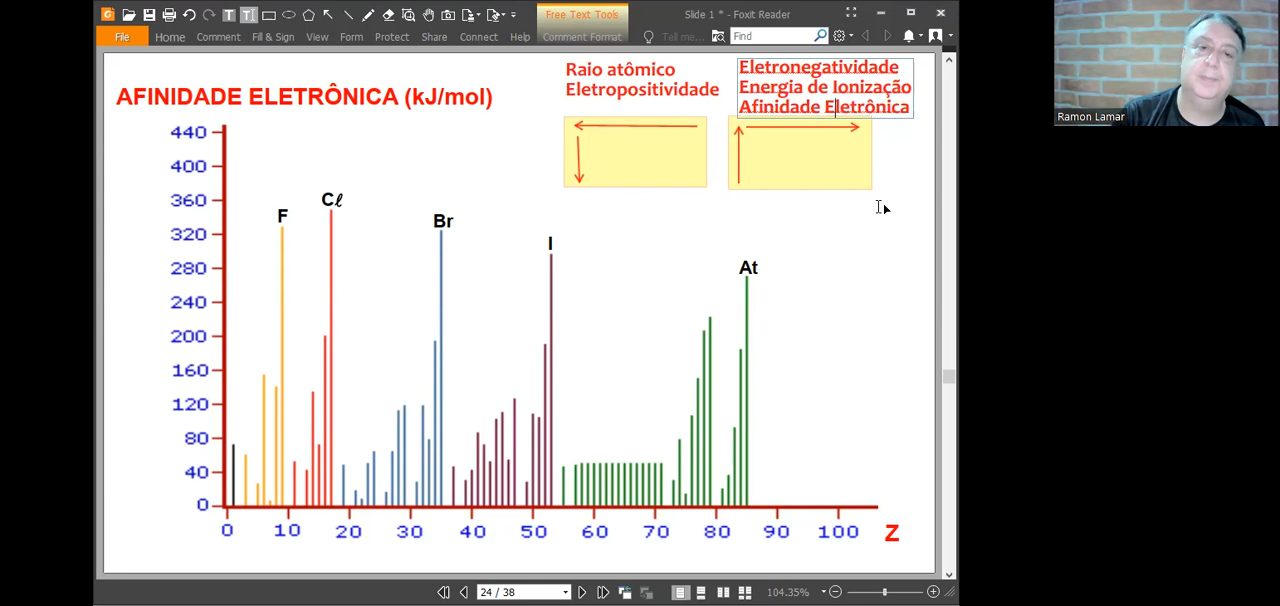 Free Text Tools
Slide 1 * - Foxit Reader
File
Home
Comment
Fill & Sign
View
Form
Protect
Share
Connect
Help
Comment Format
Tell me...
Find
Ramon Lamar
AFINIDADE ELETRÔNICA (kJ/mol)
Raio atômico
Eletropositividade
Eletronegatividade
Energia de Ionização
Afinidade Eletrônica
440
400
360
320
280
240
200
160
120
80
40
0
F
Cℓ
Br
I
At
0 10 20 30 40 50 60 70 80 90 100
Z
24 / 38
104.35%